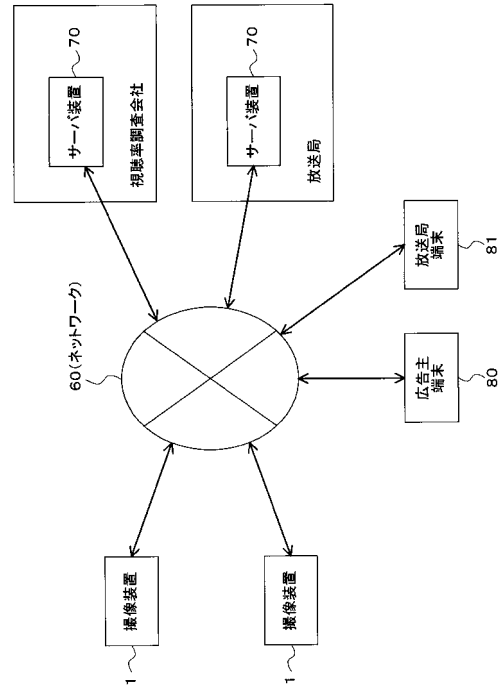 サーバ装置
70
視聴率調査会社
サーバ装置
70
放送局
60(ネットワーク)
放送局
端末
81
広告主
端末
80
撮像装置
1
撮像装置
1